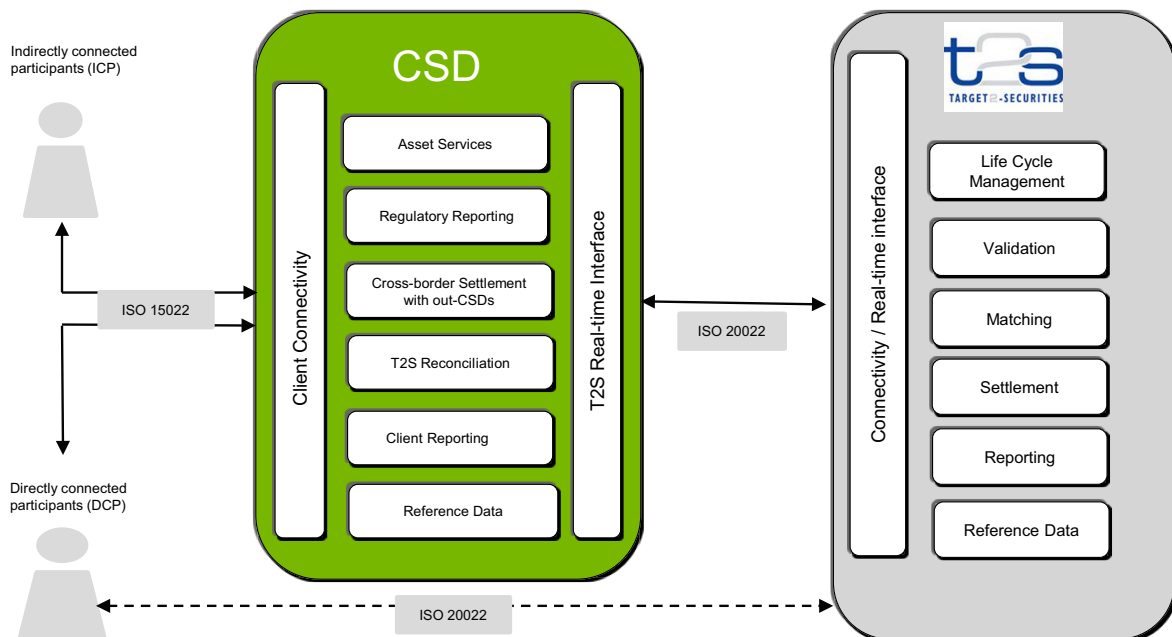 Indirectly connected
participants (ICP)
ISO 15022
Directly connected
participants (DCP)
CSD
Client Connectivity
Asset Services
Regulatory Reporting
Cross-border Settlement
with out-CSDs
T2S Reconciliation
Client Reporting
Reference Data
T2S Real-time Interface
ISO 20022
ISO 20022
t2s
TARGET2-SECURITIES
Connectivity / Real-time interface
Life Cycle
Management
Validation
Matching
Settlement
Reporting
Reference Data